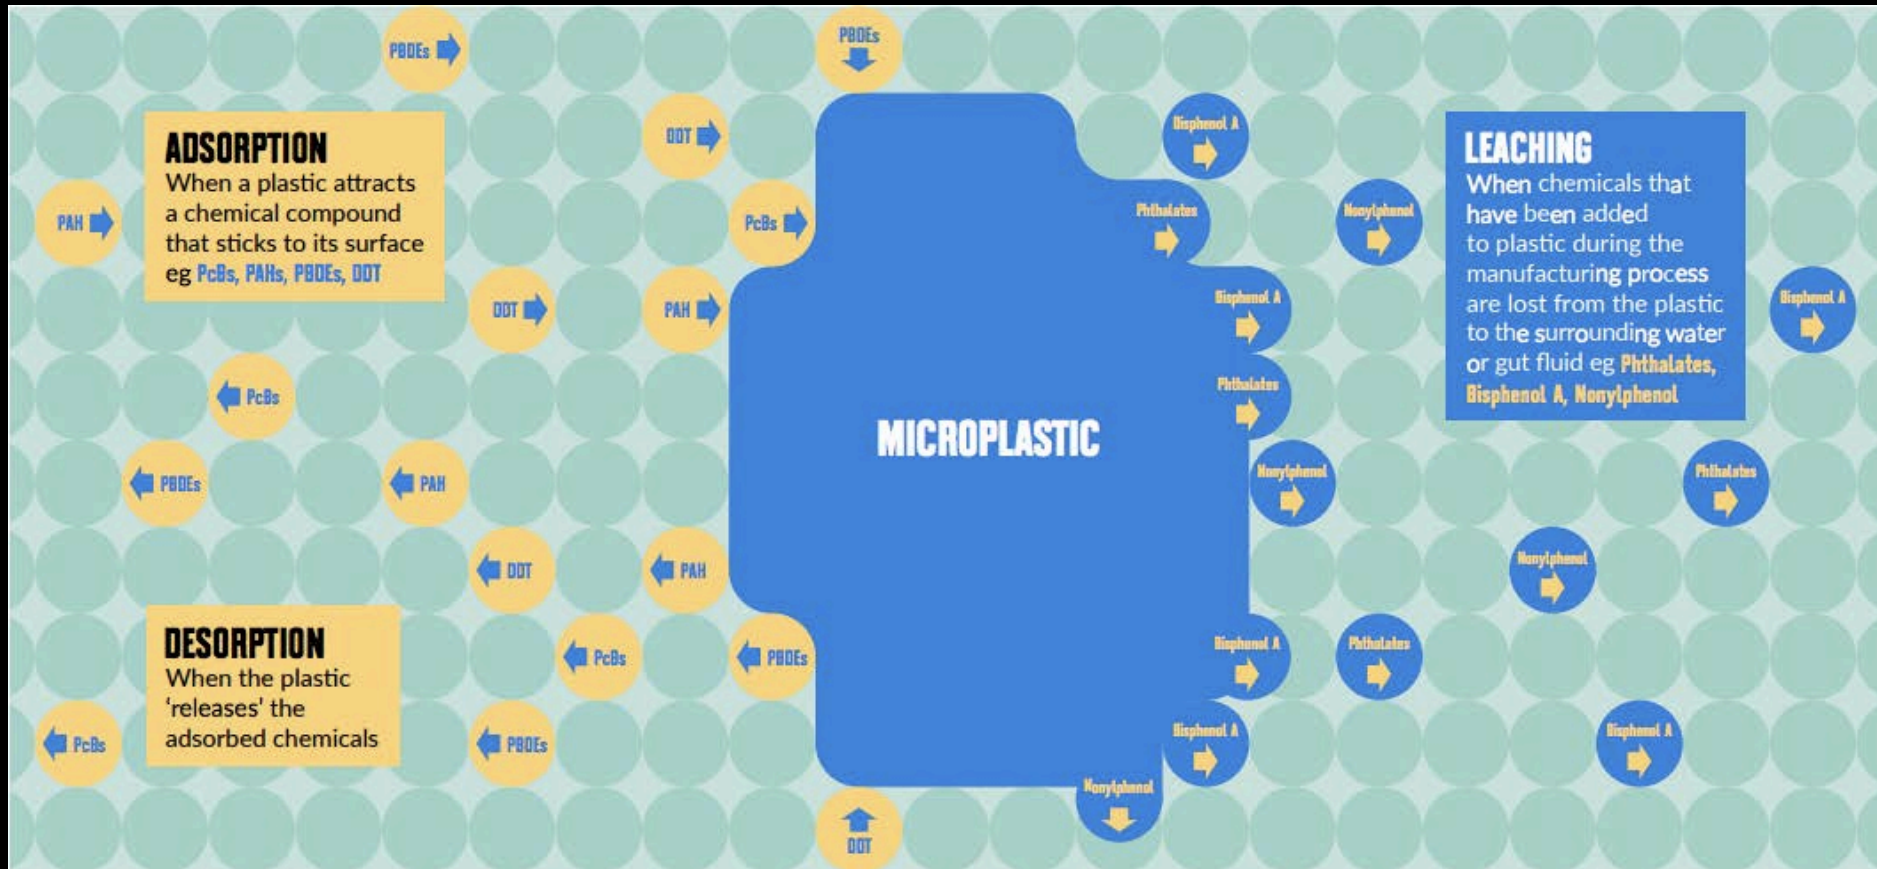 PBDEs
PBDEs
DDT
Bisphenol A
ADSORPTION
When a plastic attracts
a chemical compound
that sticks to its surface
eg PcBs, PAHs, PBDEs, DDT
LEACHING
When chemicals that
have been added
to plastic during the
manufacturing process
are lost from the plastic
to the surrounding water
or gut fluid eg Phthalates,
Bisphenol A, Nonylphenol
PAH
PcBs
Phthalates
Nonylphenol
DDT
PAH
Bisphenol A
Bisphenol A
PcBs
Phthalates
MICROPLASTIC
PBDEs
PAH
Nonylphenol
Phthalates
DDT
PAH
Nonylphenol
DESORPTION
When the plastic
‘releases’ the
adsorbed chemicals
PcBs
PBDEs
Bisphenol A
Phthalates
PcBs
PBDEs
Bisphenol A
Bisphenol A
Nonylphenol
DDT